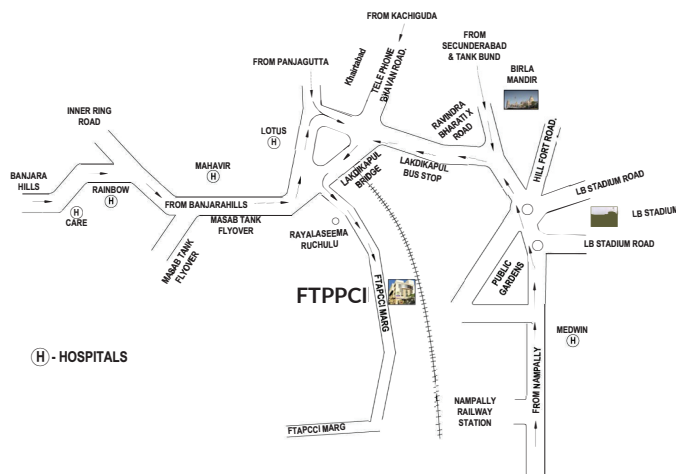 FROM KACHIGUDA
FROM
SECUNDERABAD
& TANK BUND
BIRLA
MANDIR
FROM PANJAGUTTA
Khairtabad
TELE PHONE
BHAVAN ROAD.
RAVINDRA
BHARATI X
ROAD
HILL FORT ROAD.
INNER RING
ROAD
LOTUS
H
MAHAVIR
H
LAKDIKAPUL
BRIDGE
LAKDIKAPUL
BUS STOP
LB STADIUM ROAD
BANJARA
HILLS
RAINBOW
H
H
CARE
FROM BANJARAHILLS
MASAB TANK
FLYOVER
LB STADIUM
MASAB TANK
FLYOVER
RAYALASEEMA
RUCHULU
LB STADIUM ROAD
PUBLIC
GARDENS
FTPPCI
FTAPCCI MARG
MEDWIN
H
H - HOSPITALS
FROM NAMPALLY
NAMPALLY
RAILWAY
STATION
FTAPCCI MARG